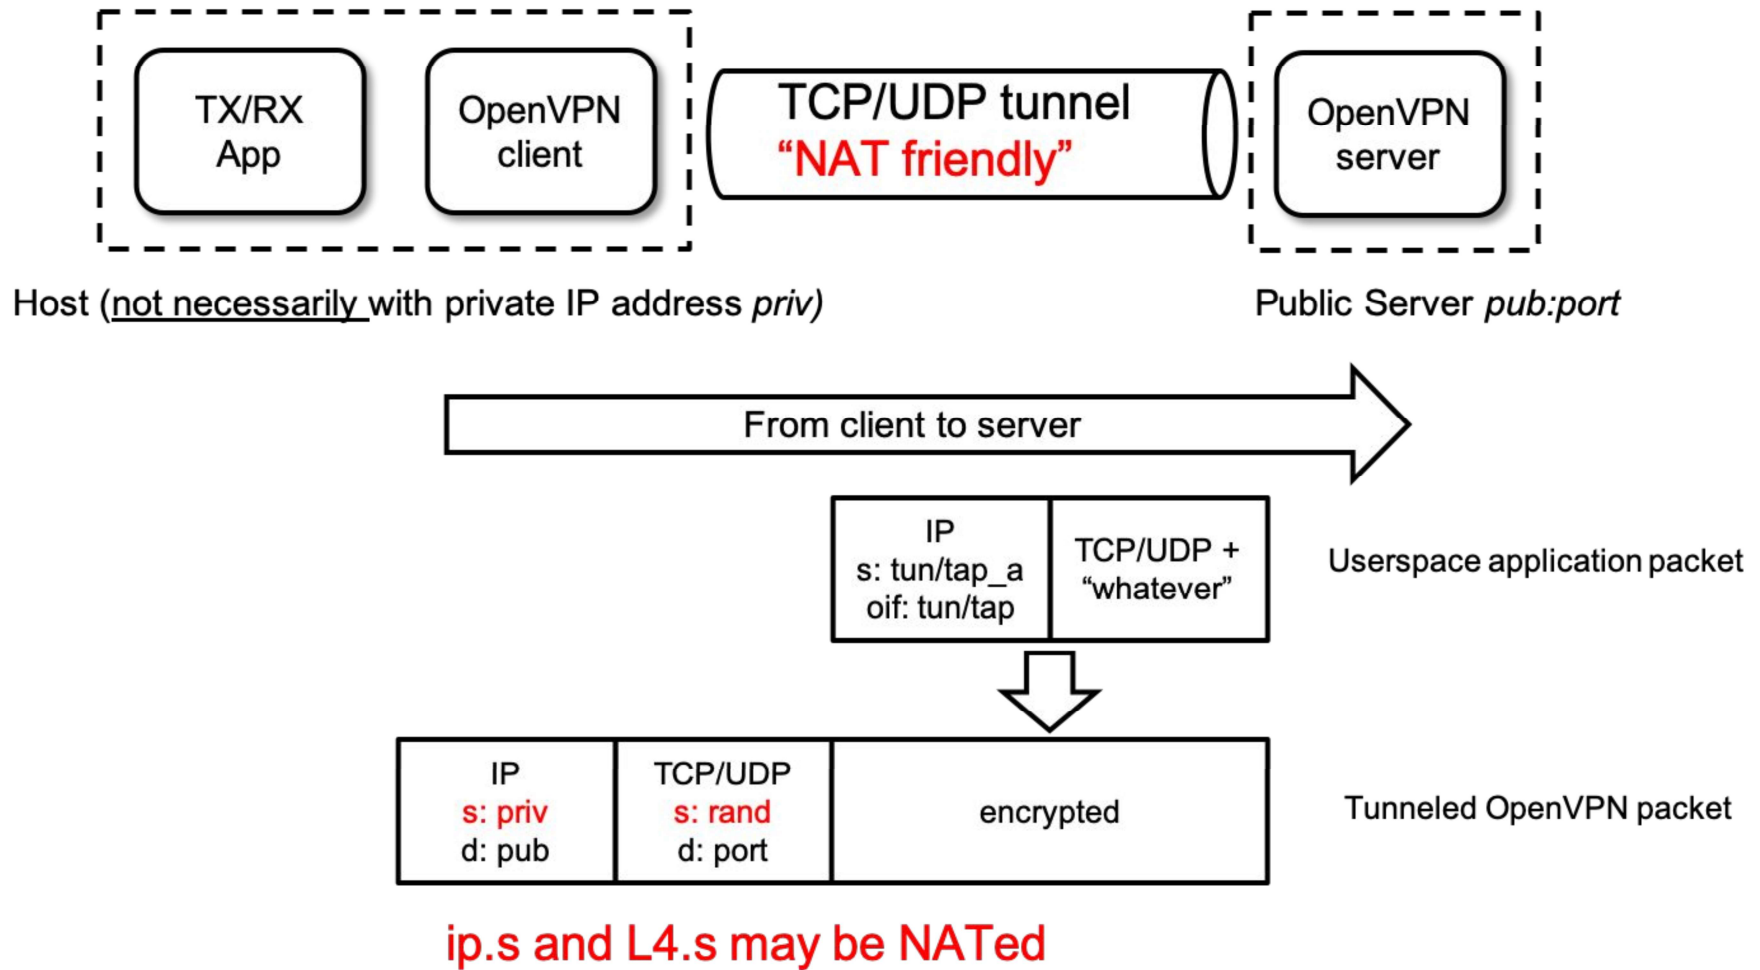 TX/RX
App
OpenVPN
client
TCP/UDP tunnel
“NAT friendly”
OpenVPN
server
Host (not necessarily with private IP address priv)
Public Server pub:port
From client to server
IP
s: tun/tap_a
oif: tun/tap
TCP/UDP +
“whatever”
Userspace application packet
IP
s: priv
d: pub
TCP/UDP
s: rand
d: port
encrypted
Tunneled OpenVPN packet
ip.s and L4.s may be NATed